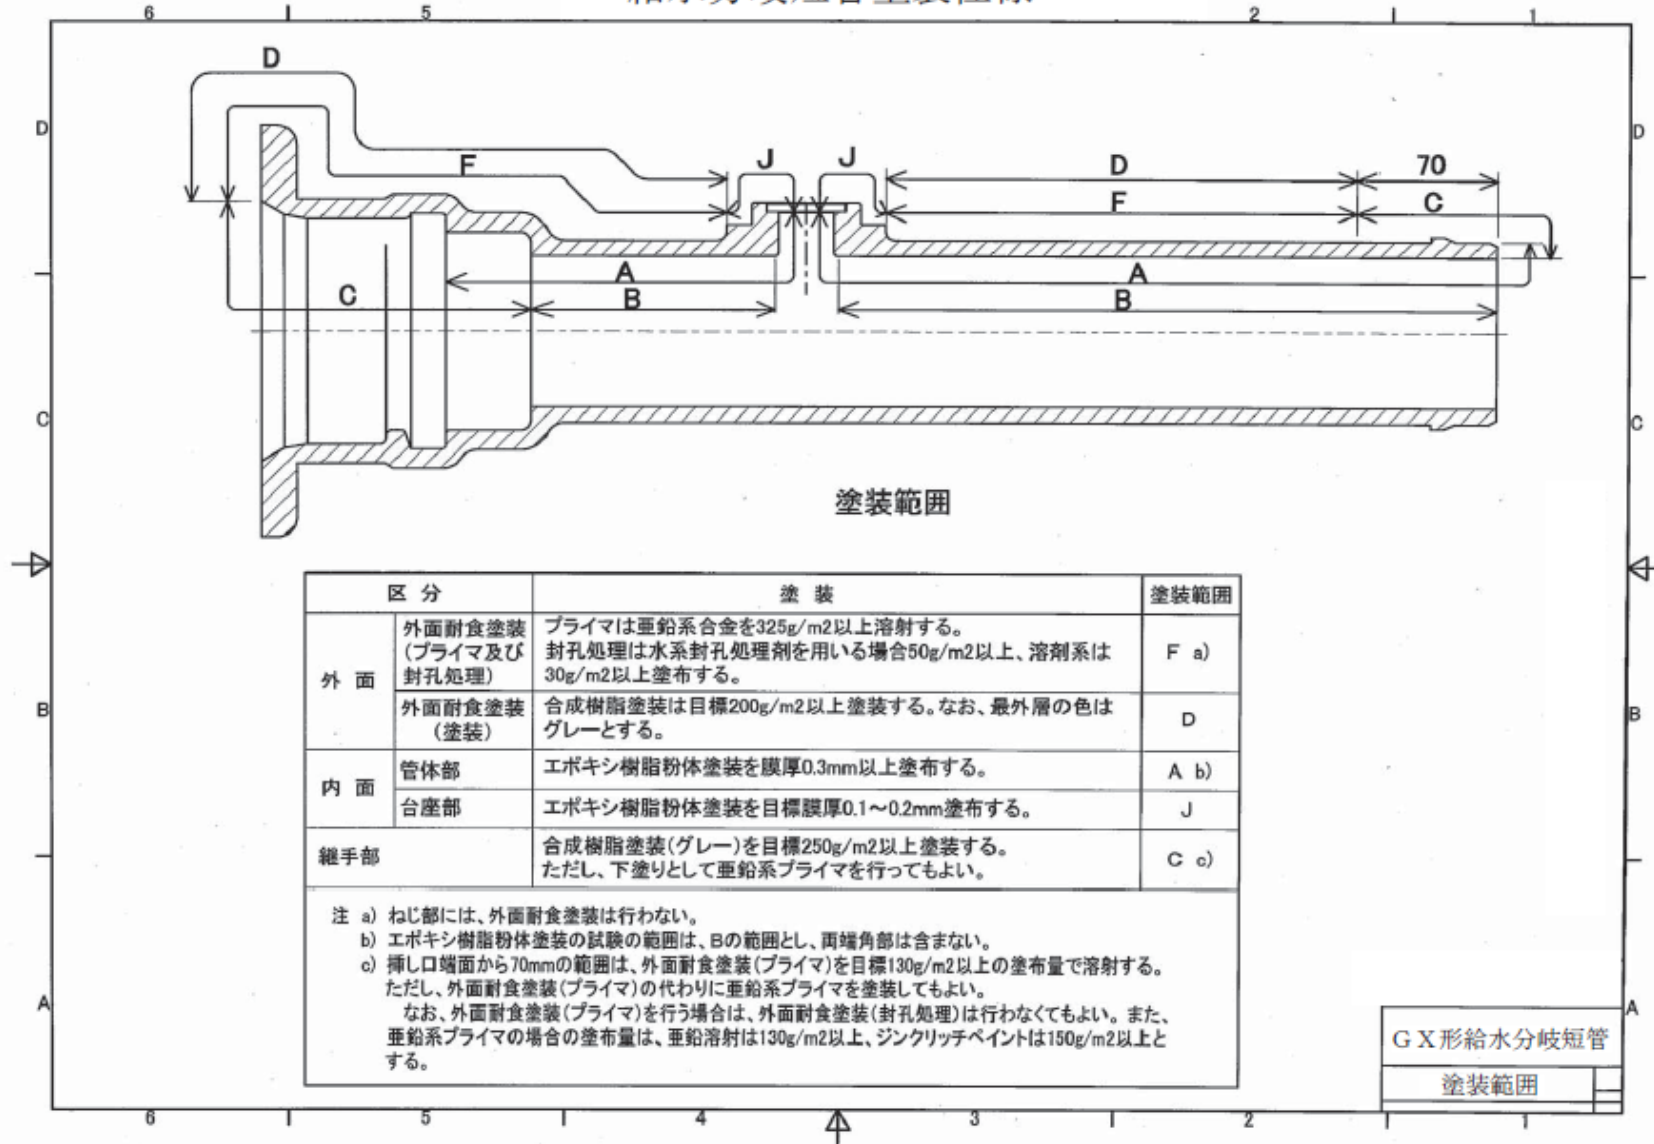 6 5 2 1
D
D
F
J
J
D
70
F
C
D
D
A
A
C
B
B
C
C
塗装範囲
区分 塗装 塗装範囲
外面
外面耐食塗装
(プライマ及び
封孔処理)
プライマは亜鉛系合金を325g/m2以上溶射する。
封孔処理は水系封孔処理剤を用いる場合50g/m2以上、溶剤系は
30g/m2以上塗布する。
F a)
外面耐食塗装
(塗装)
合成樹脂塗装は目標200g/m2以上塗装する。なお、最外層の色は
グレーとする。
D
B
B
内面
管体部
エポキシ樹脂粉体塗装を膜厚0.3mm以上塗布する。
A b)
台座部
エポキシ樹脂粉体塗装を目標膜厚0.1~0.2mm塗布する。
J
継手部
合成樹脂塗装(グレー)を目標250g/m2以上塗装する。
ただし、下塗りとして亜鉛系プライマを行ってもよい。
C c)
注 a) ねじ部には、外面耐食塗装は行わない。
b) エポキシ樹脂粉体塗装の試験の範囲は、Bの範囲とし、両端角部は含まない。
c) 挿し口端面から70mmの範囲は、外面耐食塗装(プライマ)を目標130g/m2以上の塗布量で溶射する。
ただし、外面耐食塗装(プライマ)の代わりに亜鉛系プライマを塗装してもよい。
なお、外面耐食塗装(プライマ)を行う場合は、外面耐食塗装(封孔処理)は行わなくてもよい。また、
亜鉛系プライマの場合の塗布量は、亜鉛溶射は130g/m2以上、ジンクリッチペイントは150g/m2以上と
する。
A
A
GX形給水分岐短管
塗装範囲
6 5 4 3 2 1